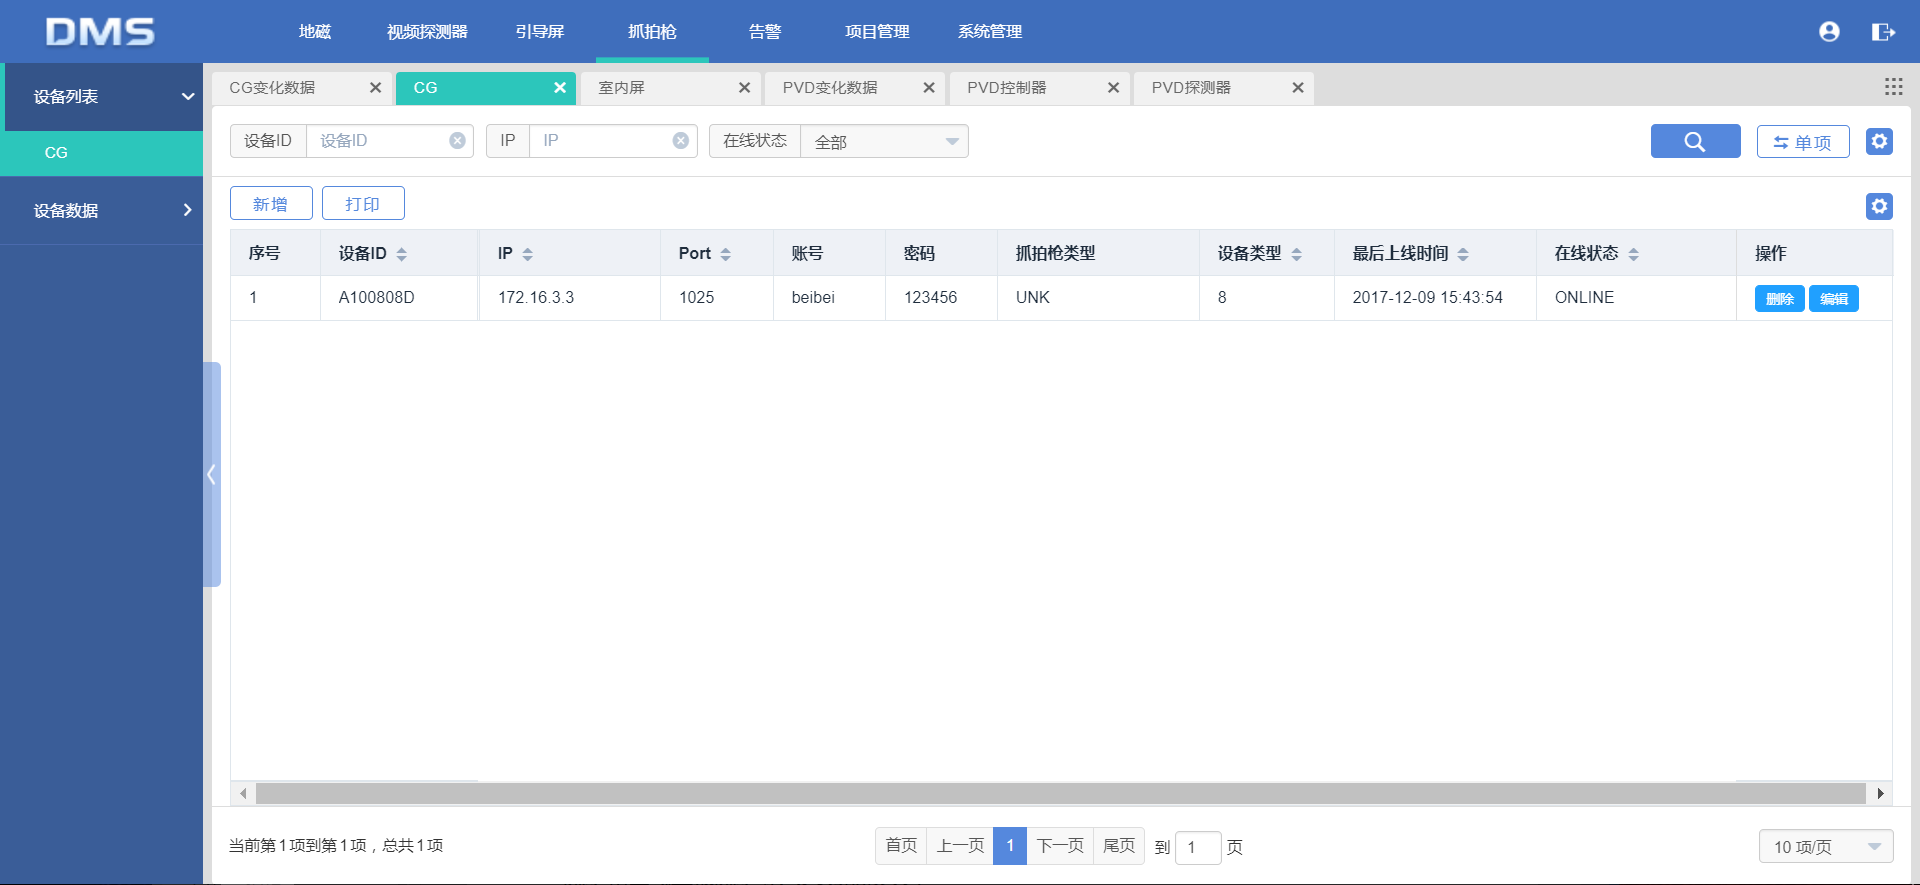 DMS 地磁 视频探测器 引导屏 抓拍枪 告警 项目管理 系统管理
设备列表
CG
设备数据
CG变化数据 CG 室内屏 PVD变化数据 PVD控制器 PVD探测器
设备ID 设备ID IP IP 在线状态 全部 单项
新增 打印
序号 设备ID IP Port 账号 密码 抓拍枪类型 设备类型 最后上线时间 在线状态 操作
1 A100808D 172.16.3.3 1025 beibei 123456 UNK 8 2017-12-09 15:43:54 ONLINE 删除 编辑
当前第1项到第1项，总共1项 首页 上一页 1 下一页 尾页 到 1 页 10 项/页